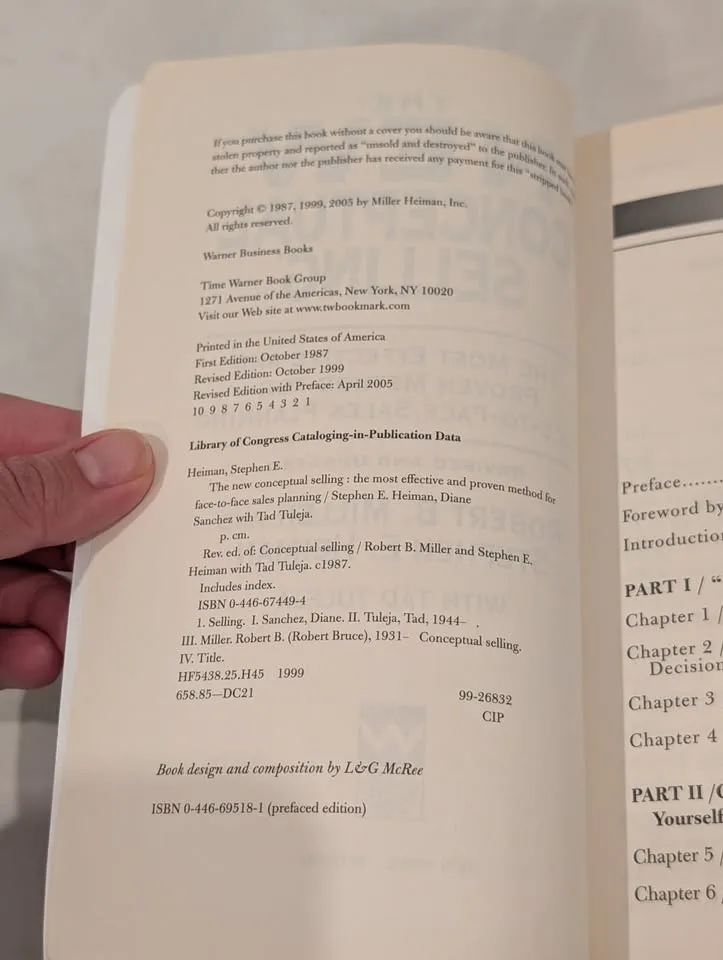 If you purchase this book without a cover you should be aware that this book
stolen property and reported as "unsold and destroyed" to the publisher. In
ther the author nor the publisher has received any payment for this "stripped
Copyright © 1987, 1999, 2005 by Miller Heiman, Inc.
All rights reserved.
Warner Business Books
Time Warner Book Group
1271 Avenue of the Americas, New York, NY 10020
Visit our Web site at www.twbookmark.com
Printed in the United States of America
First Edition: October 1987
Revised Edition: October 1999
Revised Edition with Preface: April 2005
10 9 8 7 6 5 4 3 2 1
Library of Congress Cataloging-in-Publication Data
Heiman, Stephen E.
The new conceptual selling : the most effective and proven method for
face-to-face sales planning / Stephen E. Heiman, Diane
Sanchez wih Tad Tuleja.
p. cm.
Rev. ed. of: Conceptual selling / Robert B. Miller and Stephen E.
Heiman with Tad Tuleja. c1987.
Includes index.
ISBN 0-446-67449-4
1. Selling. I. Sanchez, Diane. II. Tuleja, Tad, 1944– .
III. Miller. Robert B. (Robert Bruce), 1931– Conceptual selling.
IV. Title.
HF5438.25.H45 1999
658.85—DC21
99-26832
CIP
Book design and composition by L&G McRee
ISBN 0-446-69518-1 (prefaced edition)
Preface.......
Foreword by
Introduction
PART I / "
Chapter 1 /
Chapter 2 /
Decision
Chapter 3
Chapter 4
PART II /
Yourself
Chapter 5 /
Chapter 6